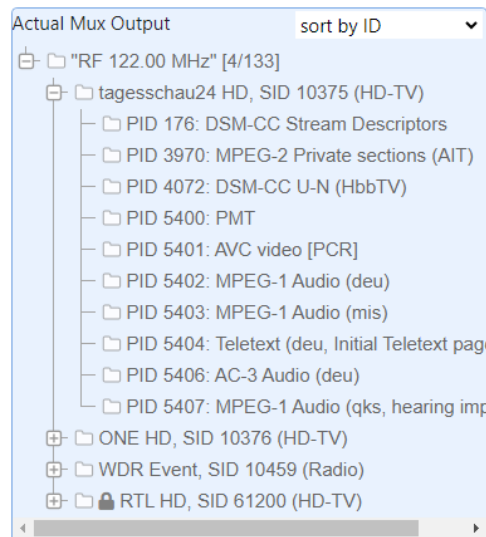 Actual Mux Output
sort by ID
"RF 122.00 MHz" [4/133]
tagesschau24 HD, SID 10375 (HD-TV)
PID 176: DSM-CC Stream Descriptors
PID 3970: MPEG-2 Private sections (AIT)
PID 4072: DSM-CC U-N (HbbTV)
PID 5400: PMT
PID 5401: AVC video [PCR]
PID 5402: MPEG-1 Audio (deu)
PID 5403: MPEG-1 Audio (mis)
PID 5404: Teletext (deu, Initial Teletext page
PID 5406: AC-3 Audio (deu)
PID 5407: MPEG-1 Audio (qks, hearing imp
ONE HD, SID 10376 (HD-TV)
WDR Event, SID 10459 (Radio)
RTL HD, SID 61200 (HD-TV)